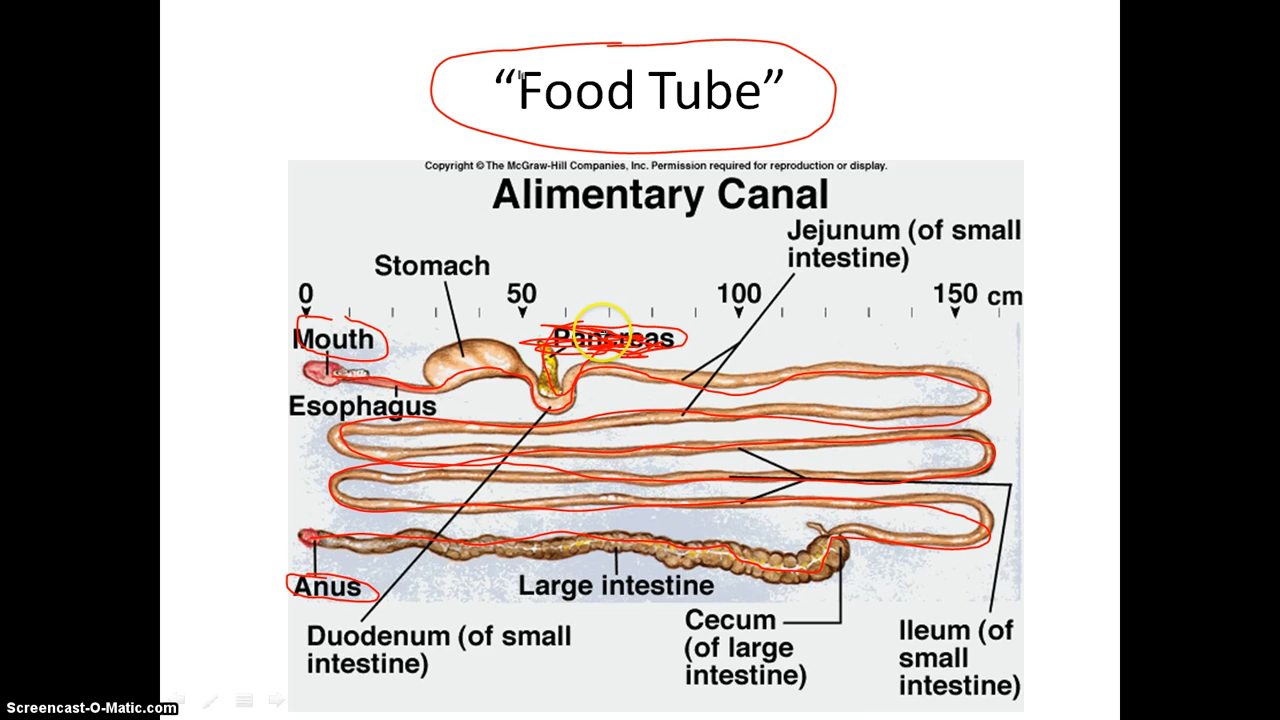 “Food Tube”
Copyright © The McGraw-Hill Companies, Inc. Permission required for reproduction or display.
Alimentary Canal
Jejunum (of small
intestine)
Stomach
0 50 100 150 cm
Mouth
Pancreas
Esophagus
Anus
Large intestine
Duodenum (of small
intestine)
Cecum
(of large
intestine)
Ileum (of
small
intestine)
Screencast-O-Matic.com